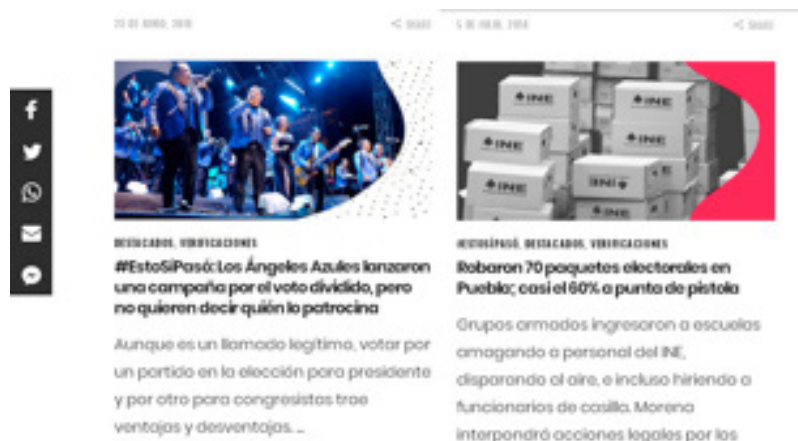 SHARE
SHARE
INE
INE
INE
INE
INE
INE
INE
DESTACADOS, VERIFICACIONES
#EstoSíPasó: Los Ángeles Azules lanzaron
una campaña por el voto dividido, pero
no quieren decir quién lo patrocina
Aunque es un llamado legítimo, votar por
un partido en la elección para presidente
y por otro para congresistas trae
ventajas y desventajas. ...
#ESTOSÍPASÓ, DESTACADOS, VERIFICACIONES
Robaron 70 paquetes electorales en
Puebla; casi el 60% a punta de pistola
Grupos armados ingresaron a escuelas
amagando a personal del INE,
disparando al aire, e incluso hiriendo a
funcionarios de casilla. Morena
interpondrá acciones legales por los